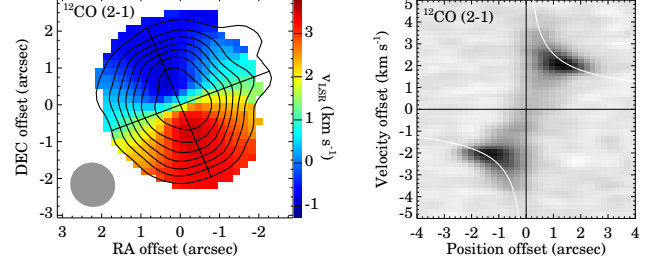 ¹²CO (2-1)
DEC offset (arcsec)
3
2
1
0
-1
-2
-3
3 2 1 0 -1 -2
RA offset (arcsec)
3
2
1
0
-1
v_LSR (km s⁻¹)
¹²CO (2-1)
Velocity offset (km s⁻¹)
5
4
3
2
1
0
-1
-2
-3
-4
-5
-4 -3 -2 -1 0 1 2 3 4
Position offset (arcsec)